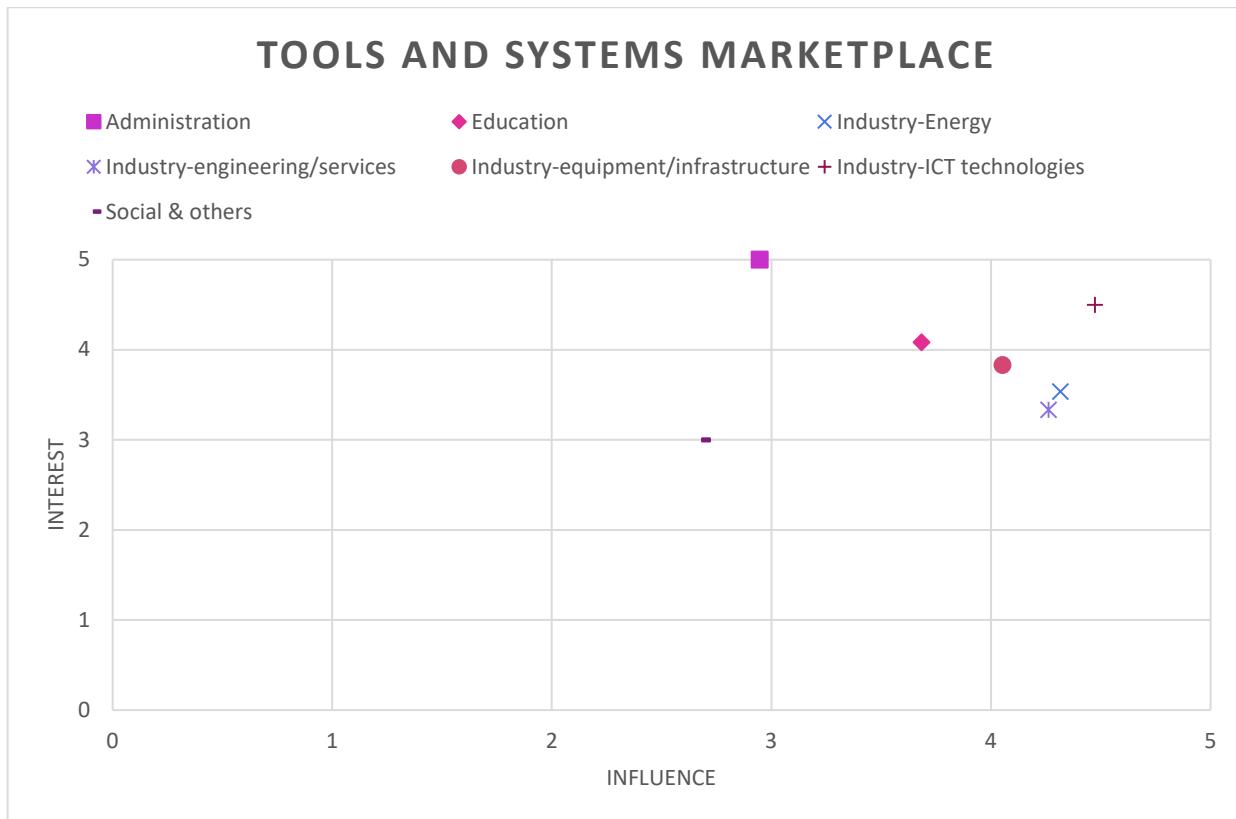 TOOLS AND SYSTEMS MARKETPLACE
Administration
Education
Industry-Energy
Industry-engineering/services
Industry-equipment/infrastructure
Industry-ICT technologies
Social & others
5
4
3
2
1
0
INTEREST
0 1 2 3 4 5
INFLUENCE